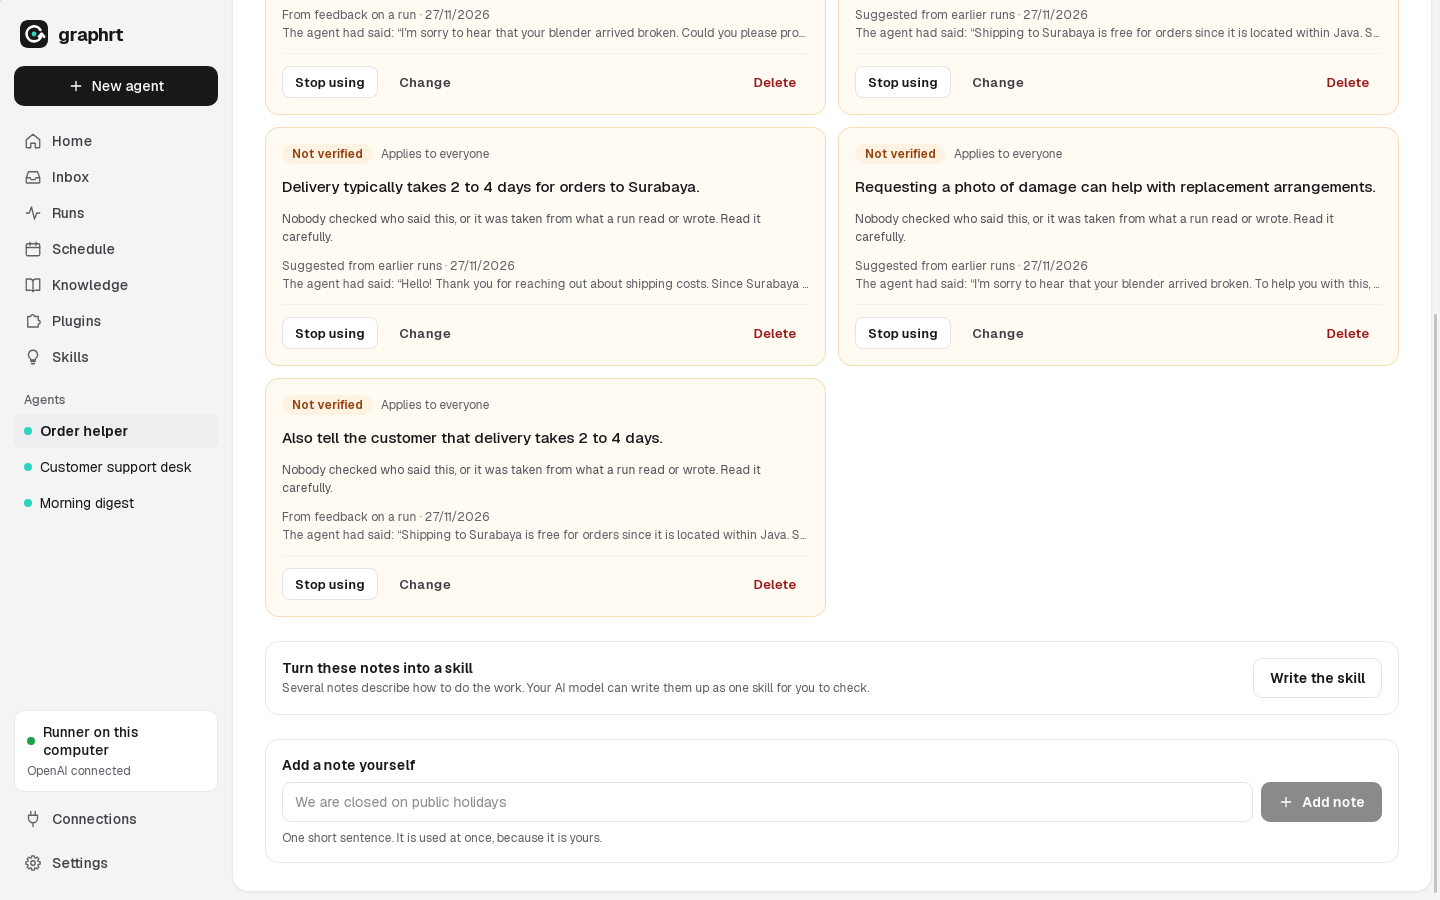 graphrt
New agent
Home
Inbox
Runs
Schedule
Knowledge
Plugins
Skills
Agents
Order helper
Customer support desk
Morning digest
Runner on this
computer
OpenAI connected
Connections
Settings
From feedback on a run · 27/11/2026
The agent had said: “I'm sorry to hear that your blender arrived broken. Could you please pro...
Stop using
Change
Delete
Suggested from earlier runs · 27/11/2026
The agent had said: “Shipping to Surabaya is free for orders since it is located within Java. S...
Stop using
Change
Delete
Not verified
Applies to everyone
Delivery typically takes 2 to 4 days for orders to Surabaya.
Nobody checked who said this, or it was taken from what a run read or wrote. Read it
carefully.
Suggested from earlier runs · 27/11/2026
The agent had said: “Hello! Thank you for reaching out about shipping costs. Since Surabaya ...
Stop using
Change
Delete
Not verified
Applies to everyone
Requesting a photo of damage can help with replacement arrangements.
Nobody checked who said this, or it was taken from what a run read or wrote. Read it
carefully.
Suggested from earlier runs · 27/11/2026
The agent had said: “I'm sorry to hear that your blender arrived broken. To help you with this, ...
Stop using
Change
Delete
Not verified
Applies to everyone
Also tell the customer that delivery takes 2 to 4 days.
Nobody checked who said this, or it was taken from what a run read or wrote. Read it
carefully.
From feedback on a run · 27/11/2026
The agent had said: “Shipping to Surabaya is free for orders since it is located within Java. S...
Stop using
Change
Delete
Turn these notes into a skill
Several notes describe how to do the work. Your AI model can write them up as one skill for you to check.
Write the skill
Add a note yourself
We are closed on public holidays
Add note
One short sentence. It is used at once, because it is yours.